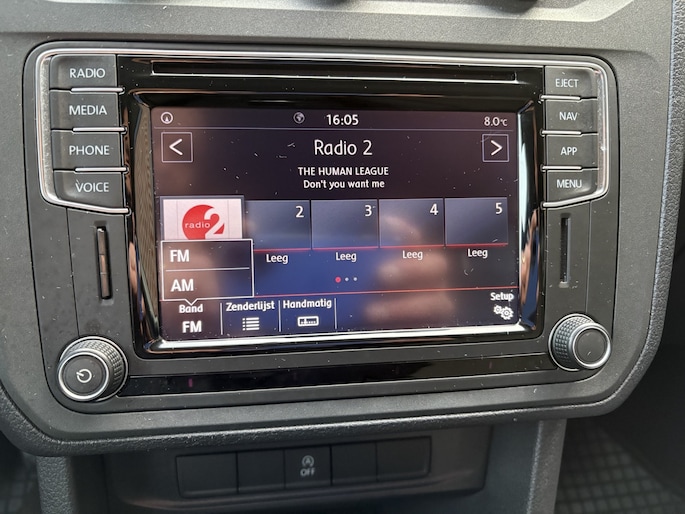 RADIO
MEDIA
PHONE
VOICE
EJECT
NAV
APP
MENU
16:05
8.0°C
< Radio 2 >
THE HUMAN LEAGUE
Don't you want me
radio 2
2 3 4 5
Leeg Leeg Leeg Leeg
FM
AM
Band Zenderlijst Handmatig Setup
FM
OFF